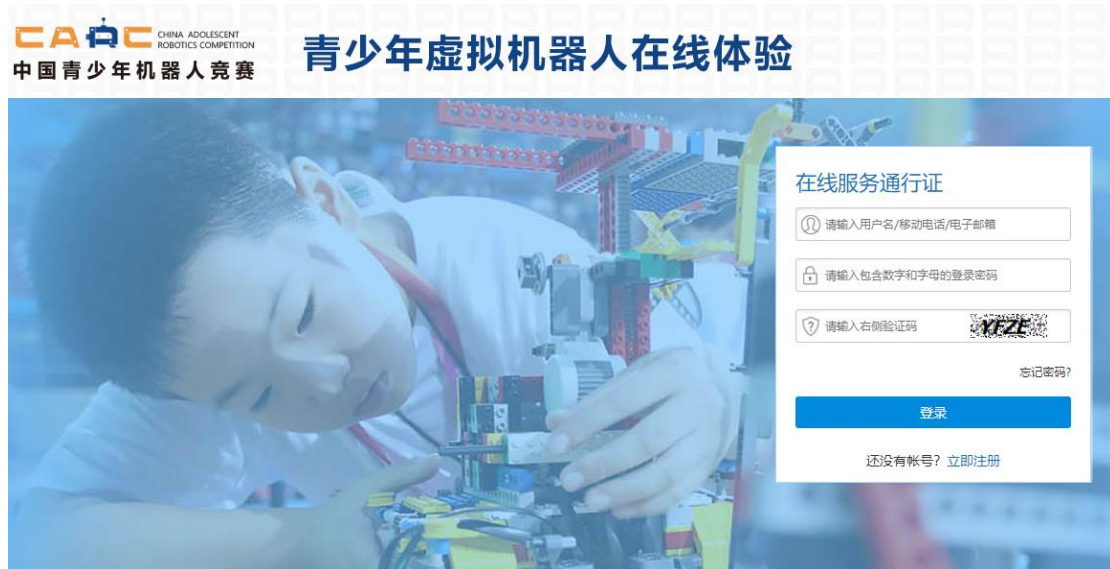 CARC CHINA ADOLESCENT
ROBOTICS COMPETITION
中国青少年机器人竞赛
青少年虚拟机器人在线体验
在线服务通行证
请输入用户名/移动电话/电子邮箱
请输入包含数字和字母的登录密码
请输入右侧验证码 YFZE
忘记密码?
登录
还没有帐号? 立即注册